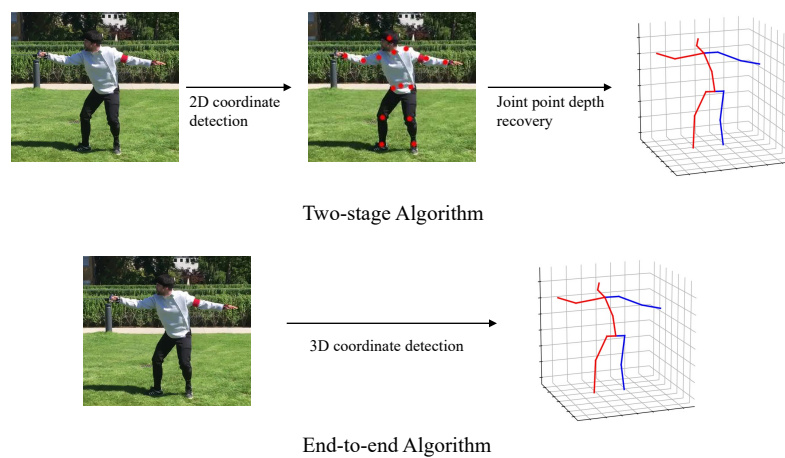 2D coordinate
detection
Joint point depth
recovery
Two-stage Algorithm
3D coordinate detection
End-to-end Algorithm